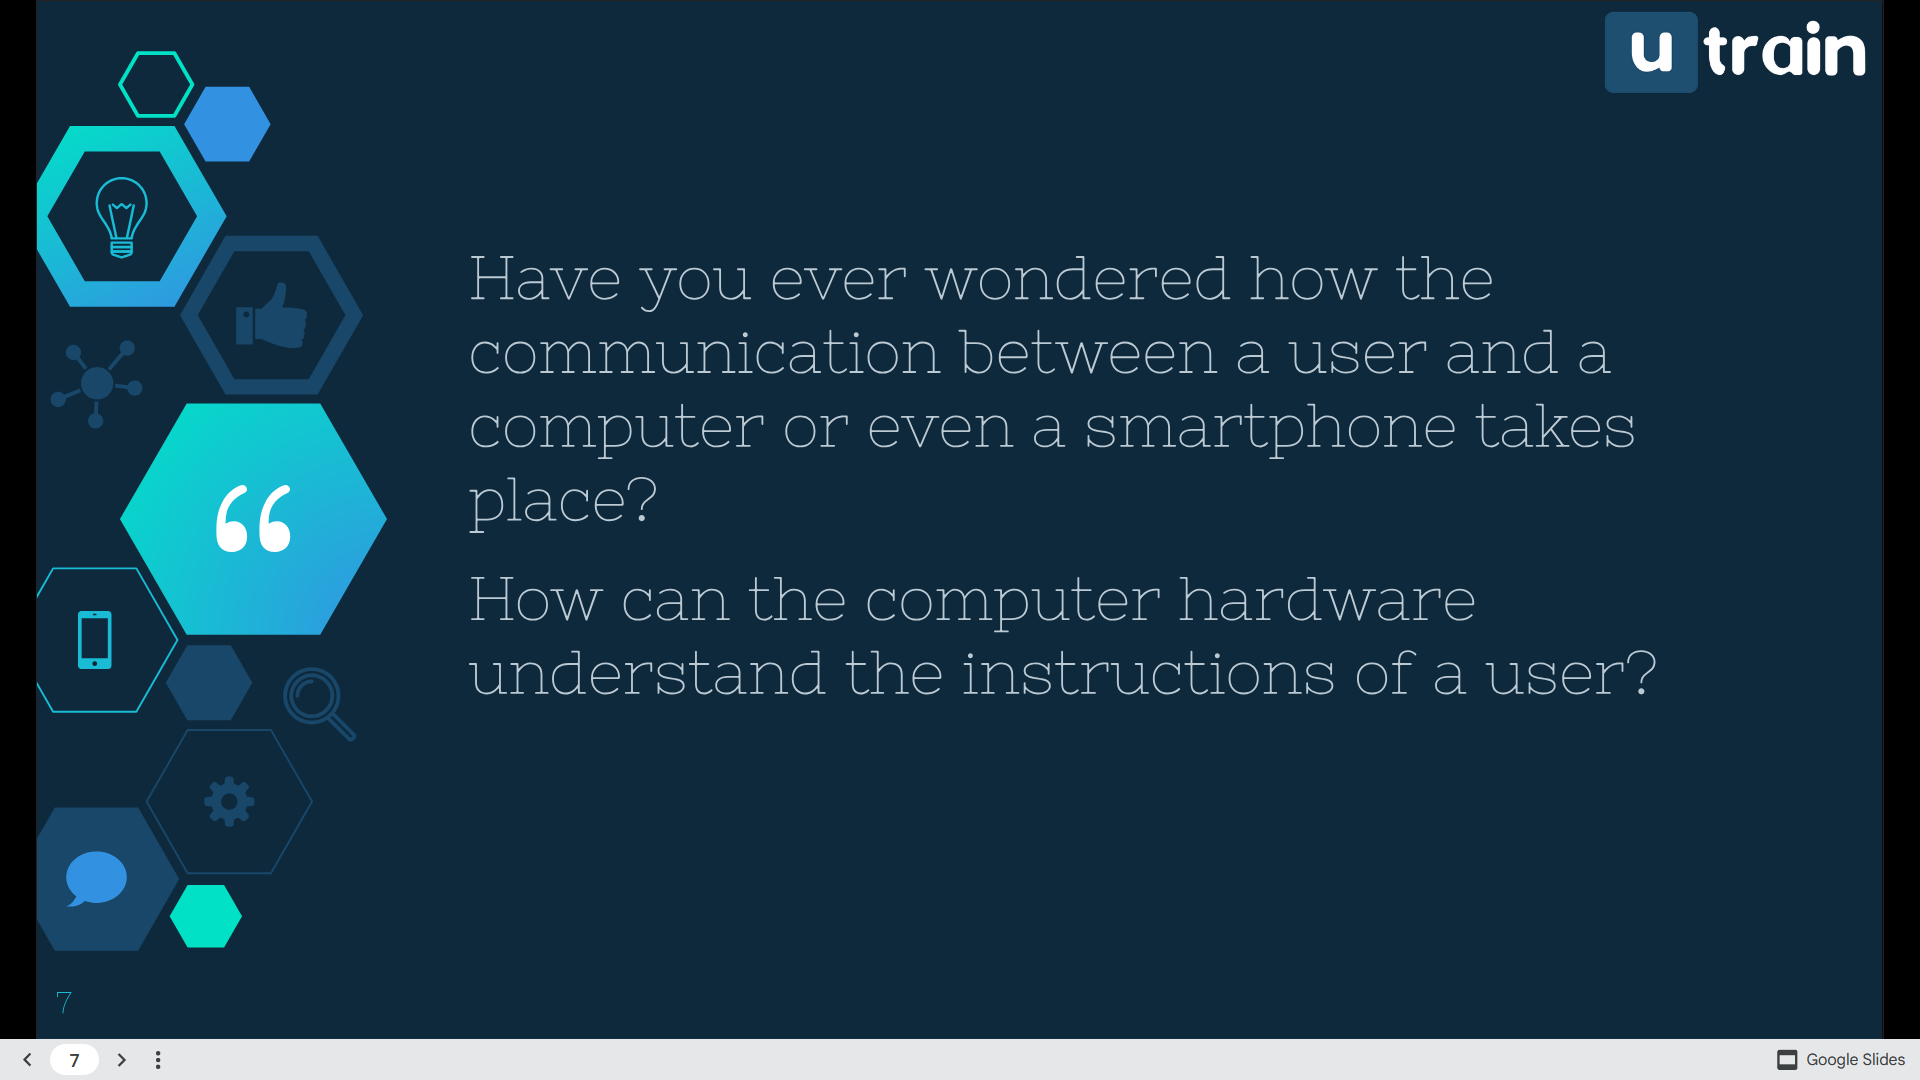 u train
Have you ever wondered how the
communication between a user and a
computer or even a smartphone takes
place?
How can the computer hardware
understand the instructions of a user?
7
7
Google Slides